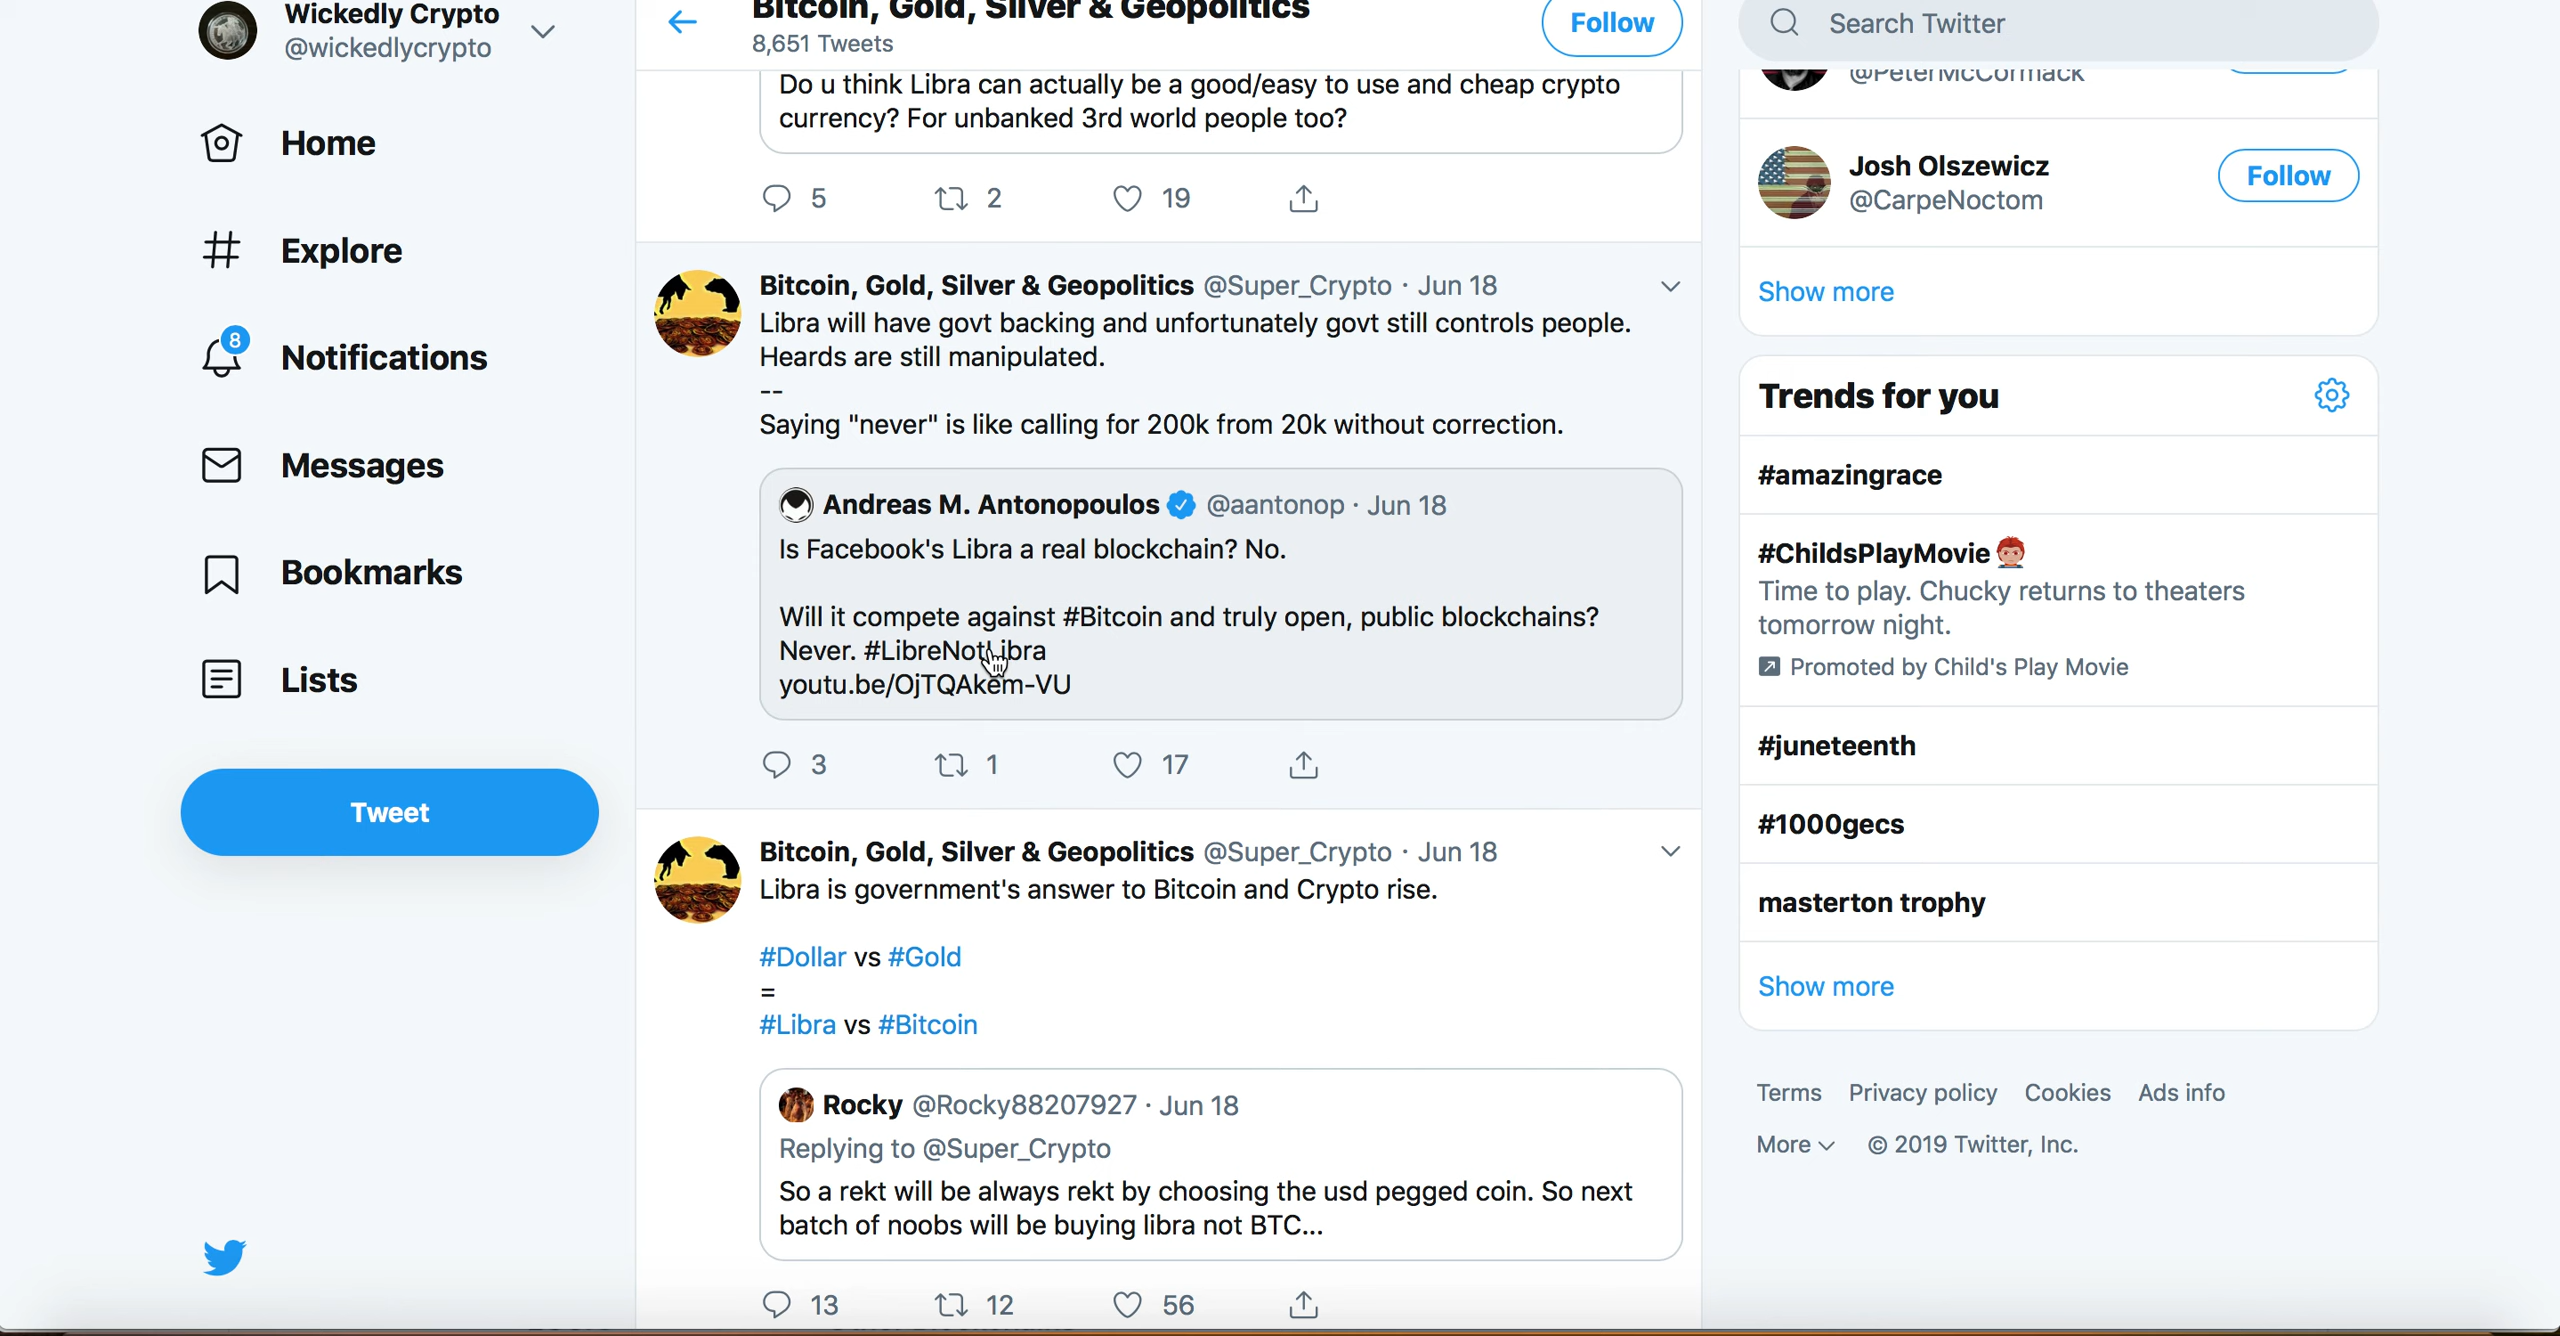 Wickedly Crypto
@wickedlycrypto
Home
Explore
8
Notifications
Messages
Bookmarks
Lists
Tweet
Bitcoin, Gold, Silver & Geopolitics
8,651 Tweets
Follow
Do u think Libra can actually be a good/easy to use and cheap crypto
currency? For unbanked 3rd world people too?
5 2 19
Bitcoin, Gold, Silver & Geopolitics @Super_Crypto · Jun 18
Libra will have govt backing and unfortunately govt still controls people.
Heards are still manipulated.
--
Saying "never" is like calling for 200k from 20k without correction.
Andreas M. Antonopoulos @aantonop · Jun 18
Is Facebook's Libra a real blockchain? No.
Will it compete against #Bitcoin and truly open, public blockchains?
Never. #LibreNotLibra
youtu.be/OjTQAkem-VU
3 1 17
Bitcoin, Gold, Silver & Geopolitics @Super_Crypto · Jun 18
Libra is government's answer to Bitcoin and Crypto rise.
#Dollar vs #Gold
=
#Libra vs #Bitcoin
Rocky @Rocky88207927 · Jun 18
Replying to @Super_Crypto
So a rekt will be always rekt by choosing the usd pegged coin. So next
batch of noobs will be buying libra not BTC...
13 12 56
Search Twitter
@PeterMcCormack
Josh Olszewicz
@CarpeNoctom
Follow
Show more
Trends for you
#amazingrace
#ChildsPlayMovie
Time to play. Chucky returns to theaters
tomorrow night.
Promoted by Child's Play Movie
#juneteenth
#1000gecs
masterton trophy
Show more
Terms Privacy policy Cookies Ads info
More © 2019 Twitter, Inc.